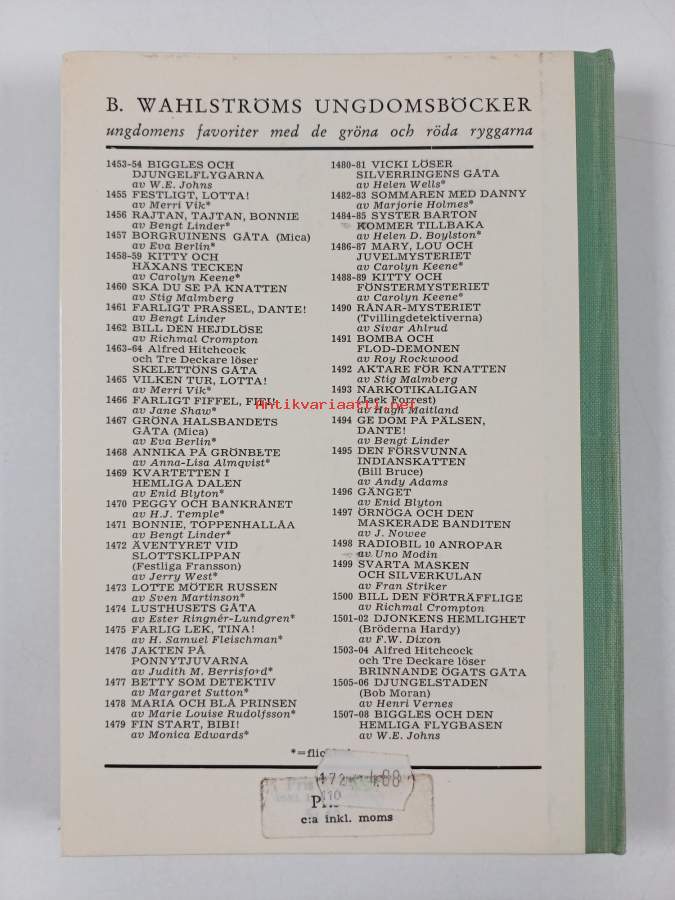 B. WAHLSTRÖMS UNGDOMSBÖCKER
ungdomens favoriter med de gröna och röda ryggarna
1453-54 BIGGLES OCH
DJUNGELFLYGARNA
av W.E. Johns
1455 FESTLIGT, LOTTA!
av Merri Vik*
1456 RAJTAN, TAJTAN, BONNIE
av Bengt Linder*
1457 BORGRUINENS GÅTA (Mica)
av Eva Berlin*
1458-59 KITTY OCH
HÄXANS TECKEN
av Carolyn Keene*
1460 SKA DU SE PÅ KNATTEN
av Stig Malmberg
1461 FARLIGT PRASSEL, DANTE!
av Bengt Linder
1462 BILL DEN HEJDLÖSE
av Richmal Crompton
1463-64 Alfred Hitchcock
och Tre Deckare löser
SKELETTÖNS GÅTA
1465 VILKEN TUR, LOTTA!
av Merri Vik*
1466 FARLIGT FIFFEL, FIFI!
av Jane Shaw*
1467 GRÖNA HALSBANDETS
GÅTA (Mica)
av Eva Berlin*
1468 ANNIKA PÅ GRÖNBETE
av Anna-Lisa Almqvist*
1469 KVARTETTEN I
HEMLIGA DALEN
av Enid Blyton*
1470 PEGGY OCH BANKRÅNET
av H.J. Temple*
1471 BONNIE, TOPPENHALLÅA
av Bengt Linder*
1472 ÄVENTYRET VID
SLOTTSKLIPPAN
(Festliga Fransson)
av Jerry West*
1473 LOTTE MÖTER RUSSEN
av Sven Martinson*
1474 LUSTHUSETS GÅTA
av Ester Ringnér-Lundgren*
1475 FARLIG LEK, TINA!
av H. Samuel Fleischman*
1476 JAKTEN PÅ
PONNYTJUVARNA
av Judith M. Berrisford*
1477 BETTY SOM DETEKTIV
av Margaret Sutton*
1478 MARIA OCH BLÅ PRINSEN
av Marie Louise Rudolfsson*
1479 FIN START, BIBI!
av Monica Edwards*
1480-81 VICKI LÖSER
SILVERRINGENS GÅTA
av Helen Wells*
1482-83 SOMMAREN MED DANNY
av Marjorie Holmes*
1484-85 SYSTER BARTON
KOMMER TILLBAKA
av Helen D. Boylston*
1486-87 MARY, LOU OCH
JUVELMYSTERIET
av Carolyn Keene*
1488-89 KITTY OCH
FÖNSTERMYSTERIET
av Carolyn Keene*
1490 RÅNAR-MYSTERIET
(Tvillingdetektiverna)
av Sivar Ahlrud
1491 BOMBA OCH
FLOD-DEMONEN
av Roy Rockwood
1492 AKTARE FÖR KNATTEN
av Stig Malmberg
1493 NARKOTIKALIGAN
(Jack Forrest)
av Hugh Maitland
1494 GE DOM PÅ PÄLSEN,
DANTE!
av Bengt Linder
1495 DEN FÖRSVUNNA
INDIANSKATTEN
(Bill Bruce)
av Andy Adams
1496 GÄNGET
av Enid Blyton
1497 ÖRNÖGA OCH DEN
MASKERADE BANDITEN
av J. Nowee
1498 RADIOBIL 10 ANROPAR
av Uno Modin
1499 SVARTA MASKEN
OCH SILVERKULAN
av Fran Striker
1500 BILL DEN FÖRTRÄFFLIGE
av Richmal Crompton
1501-02 DJONKENS HEMLIGHET
(Bröderna Hardy)
av F.W. Dixon
1503-04 Alfred Hitchcock
och Tre Deckare löser
BRINNANDE ÖGATS GÅTA
1505-06 DJUNGELSTADEN
(Bob Moran)
av Henri Vernes
1507-08 BIGGLES OCH DEN
HEMLIGA FLYGBASEN
av W.E. Johns
Antikvariaatti.net
c:a inkl. moms